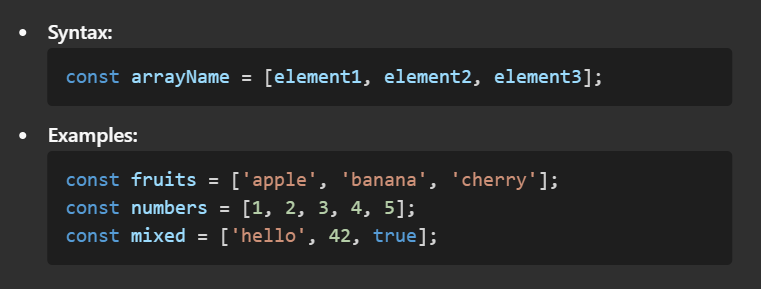 • Syntax:
const arrayName = [element1, element2, element3];
• Examples:
const fruits = ['apple', 'banana', 'cherry'];
const numbers = [1, 2, 3, 4, 5];
const mixed = ['hello', 42, true];